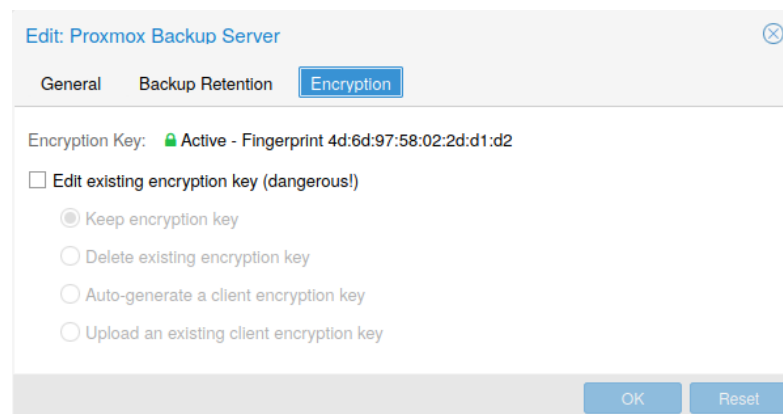 Edit: Proxmox Backup Server
General Backup Retention Encryption
Encryption Key: Active - Fingerprint 4d:6d:97:58:02:2d:d1:d2
Edit existing encryption key (dangerous!)
Keep encryption key
Delete existing encryption key
Auto-generate a client encryption key
Upload an existing client encryption key
OK Reset